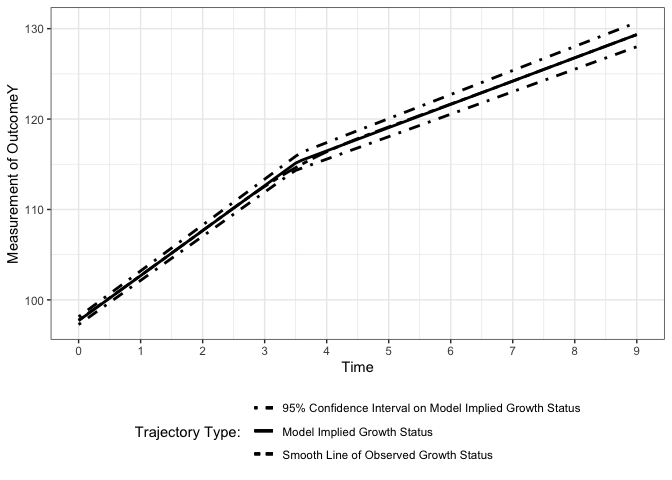 130
120
110
100
Measurement of OutcomeY
0 1 2 3 4 5 6 7 8 9
Time
Trajectory Type:
95% Confidence Interval on Model Implied Growth Status
Model Implied Growth Status
Smooth Line of Observed Growth Status